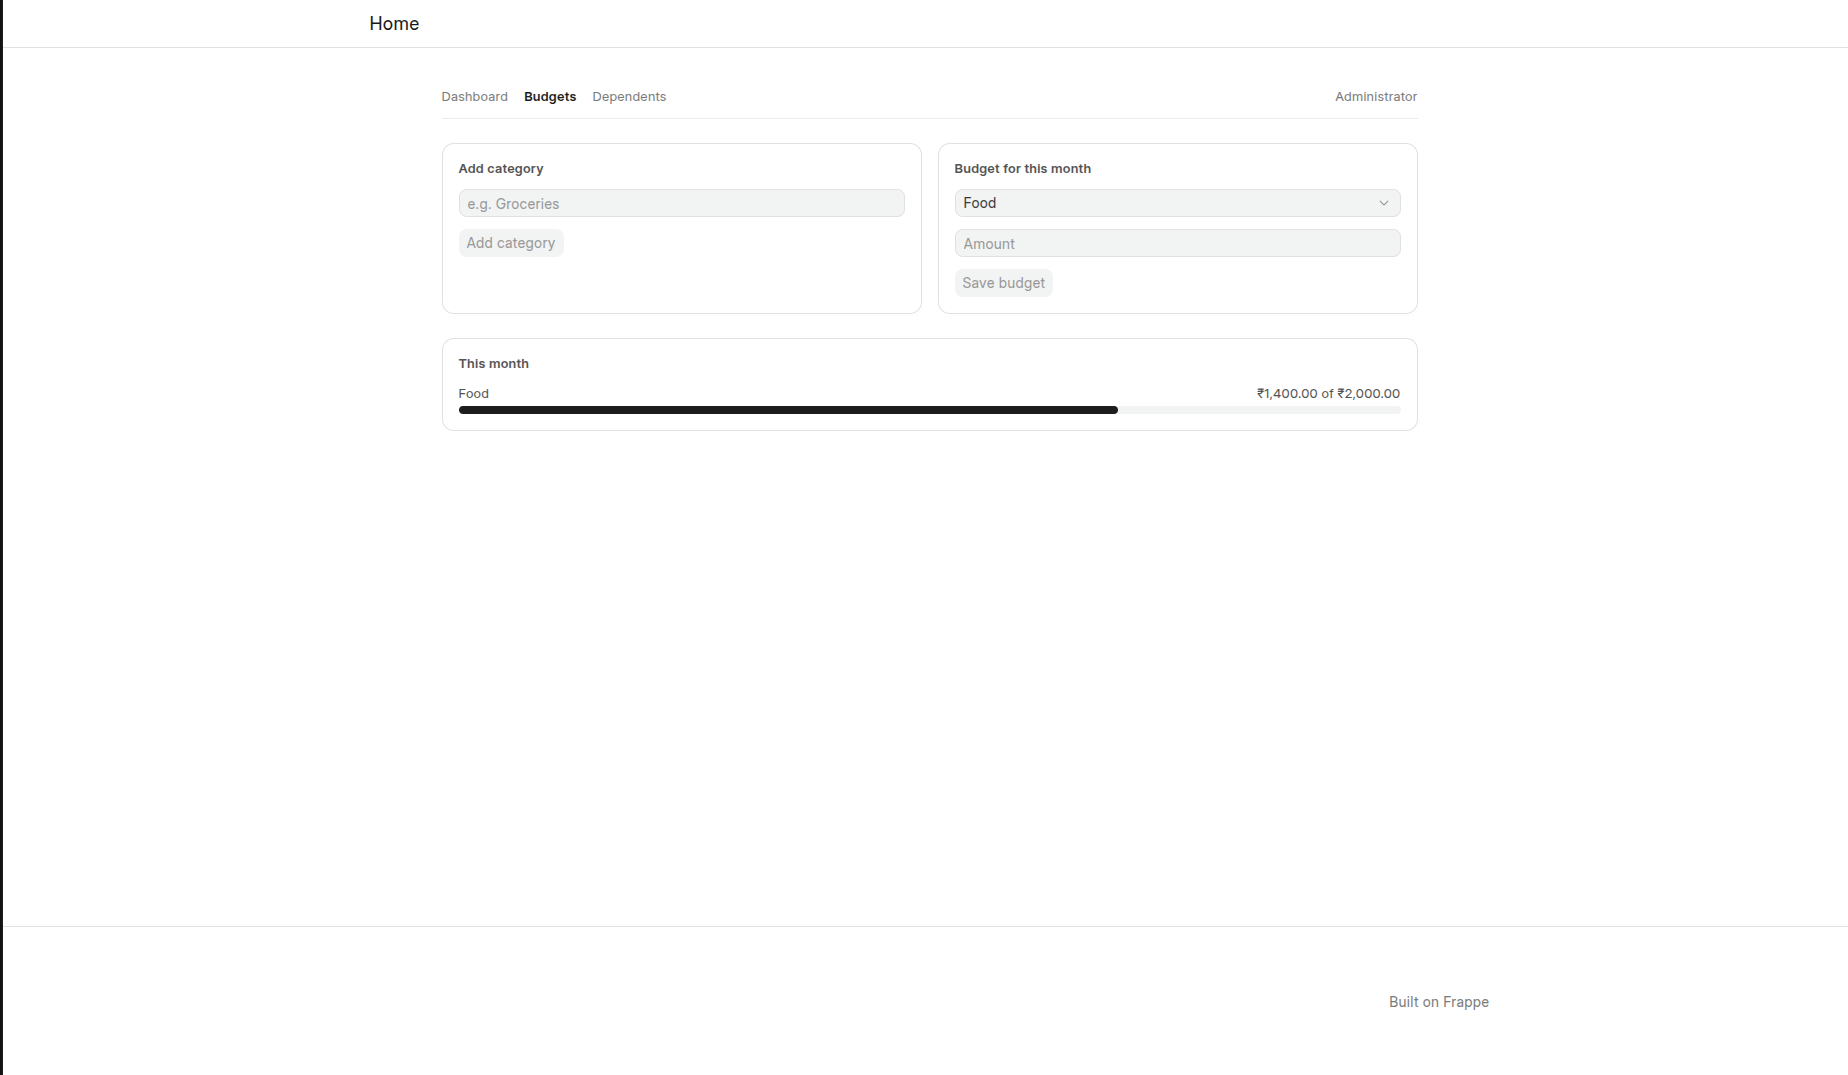 Home
Dashboard Budgets Dependents Administrator
Add category
e.g. Groceries
Add category
Budget for this month
Food
Amount
Save budget
This month
Food ₹1,400.00 of ₹2,000.00
Built on Frappe